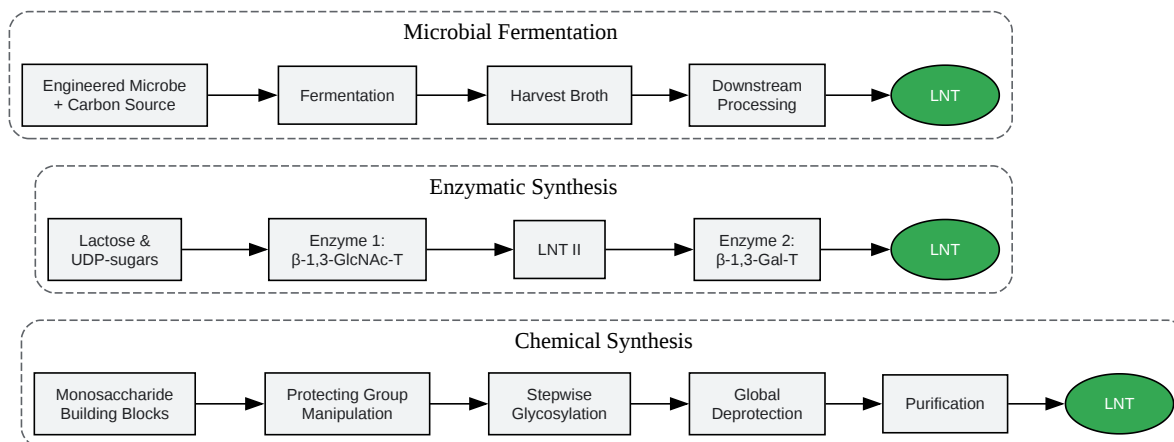 Microbial Fermentation
Engineered Microbe
+ Carbon Source
Fermentation
Harvest Broth
Downstream
Processing
LNT
Enzymatic Synthesis
Lactose &
UDP-sugars
Enzyme 1:
β-1,3-GlcNAc-T
LNT II
Enzyme 2:
β-1,3-Gal-T
LNT
Chemical Synthesis
Monosaccharide
Building Blocks
Protecting Group
Manipulation
Stepwise
Glycosylation
Global
Deprotection
Purification
LNT